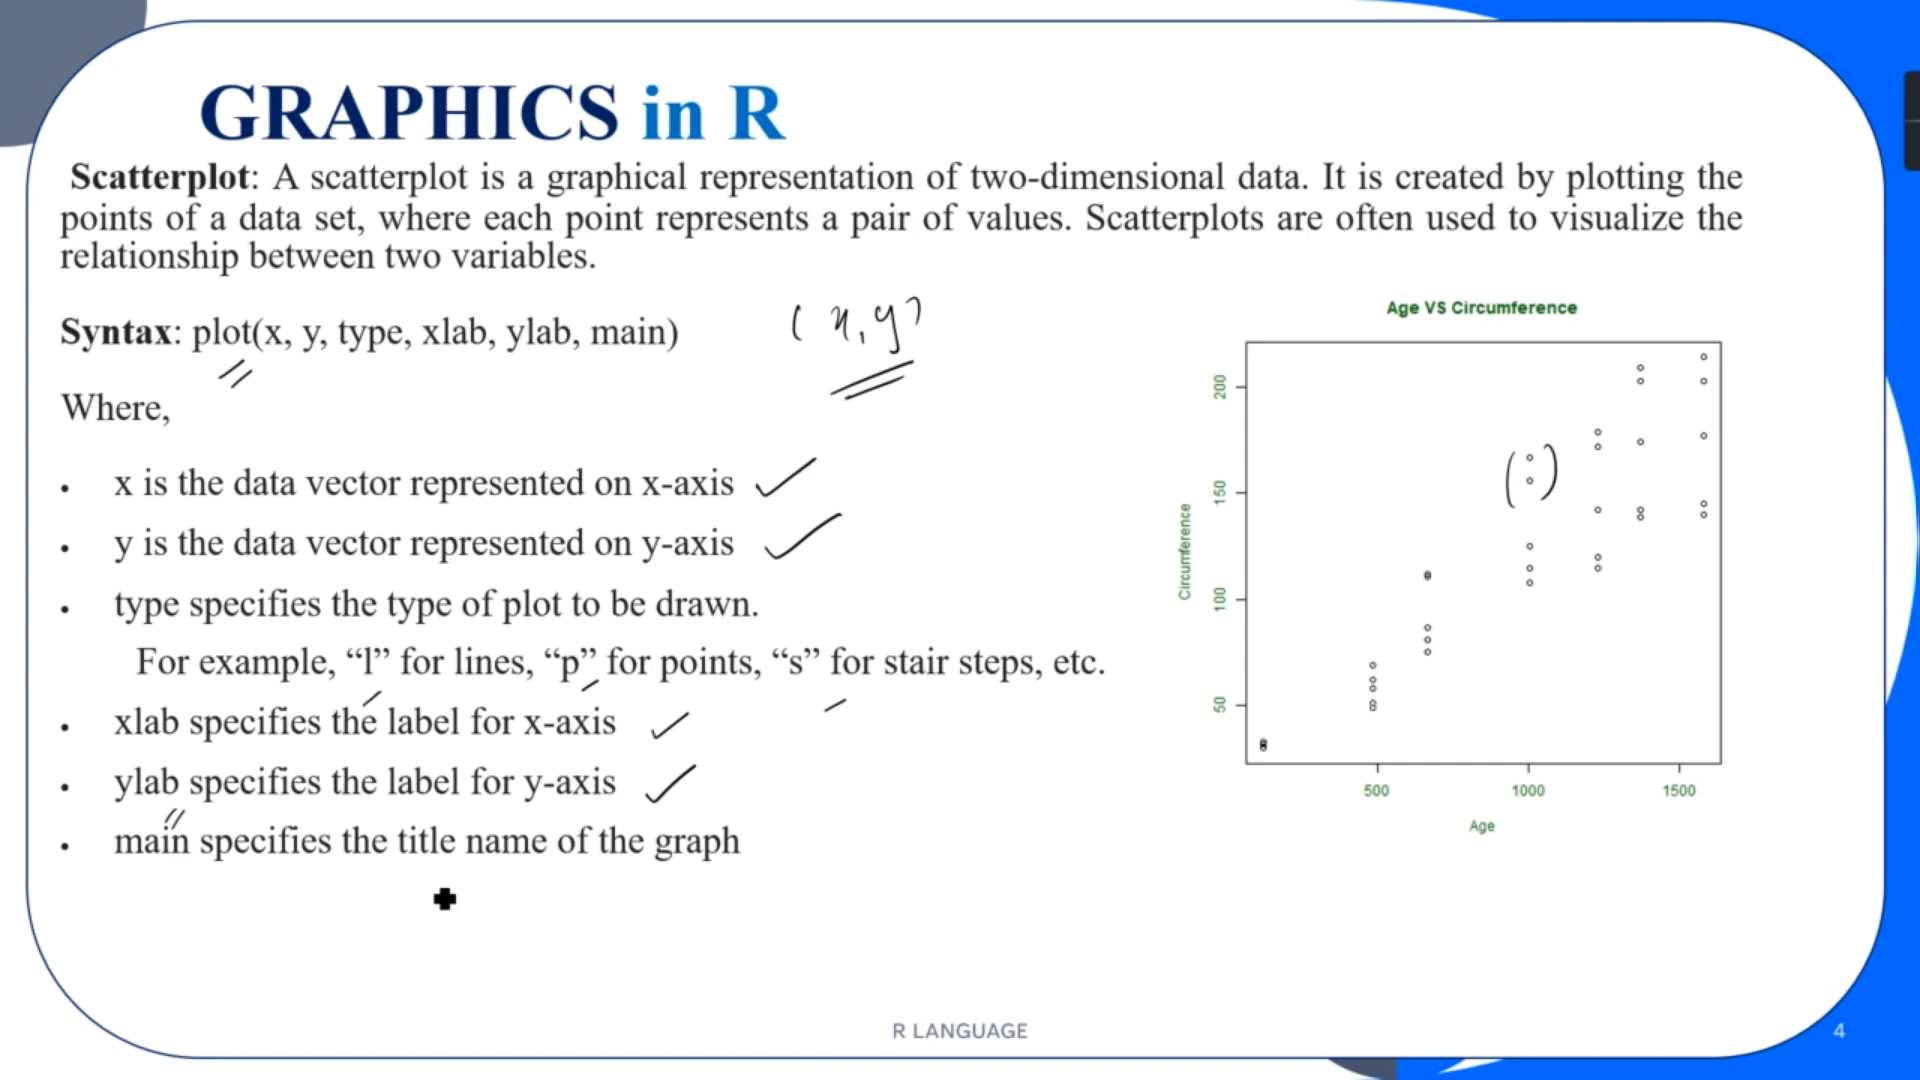 GRAPHICS in R
Scatterplot: A scatterplot is a graphical representation of two-dimensional data. It is created by plotting the
points of a data set, where each point represents a pair of values. Scatterplots are often used to visualize the
relationship between two variables.
Syntax: plot(x, y, type, xlab, ylab, main)
(x, y)
Where,
• x is the data vector represented on x-axis
• y is the data vector represented on y-axis
• type specifies the type of plot to be drawn.
For example, “l” for lines, “p” for points, “s” for stair steps, etc.
• xlab specifies the label for x-axis
• ylab specifies the label for y-axis
• main specifies the title name of the graph
Age VS Circumference
Circumference
200
150
100
50
500 1000 1500
Age
R LANGUAGE
4